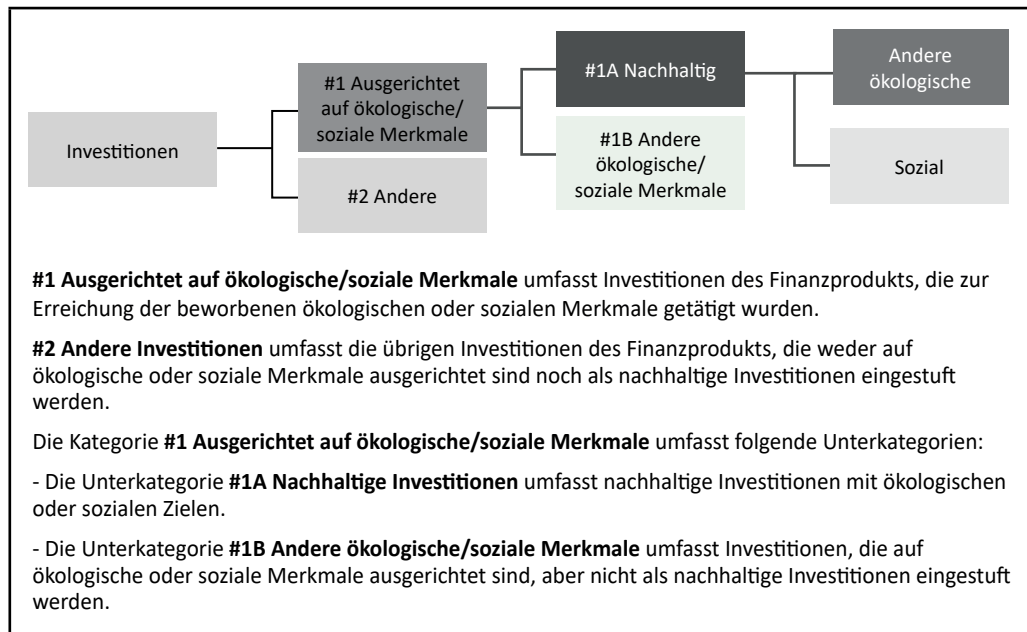 Investitionen
#1 Ausgerichtet
auf ökologische/
soziale Merkmale
#2 Andere
#1A Nachhaltig
#1B Andere
ökologische/
soziale Merkmale
Andere
ökologische
Sozial
#1 Ausgerichtet auf ökologische/soziale Merkmale umfasst Investitionen des Finanzprodukts, die zur
Erreichung der beworbenen ökologischen oder sozialen Merkmale getätigt wurden.
#2 Andere Investitionen umfasst die übrigen Investitionen des Finanzprodukts, die weder auf
ökologische oder soziale Merkmale ausgerichtet sind noch als nachhaltige Investitionen eingestuft
werden.
Die Kategorie #1 Ausgerichtet auf ökologische/soziale Merkmale umfasst folgende Unterkategorien:
- Die Unterkategorie #1A Nachhaltige Investitionen umfasst nachhaltige Investitionen mit ökologischen
oder sozialen Zielen.
- Die Unterkategorie #1B Andere ökologische/soziale Merkmale umfasst Investitionen, die auf
ökologische oder soziale Merkmale ausgerichtet sind, aber nicht als nachhaltige Investitionen eingestuft
werden.